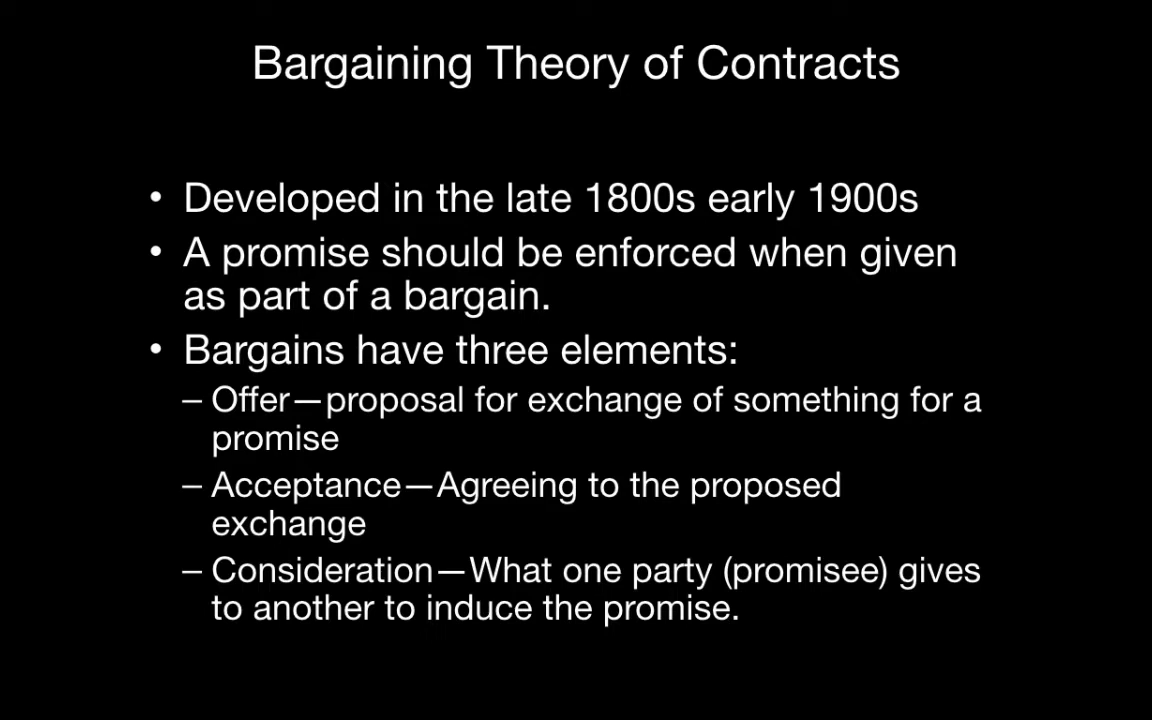 Bargaining Theory of Contracts
• Developed in the late 1800s early 1900s
• A promise should be enforced when given
as part of a bargain.
• Bargains have three elements:
– Offer—proposal for exchange of something for a
promise
– Acceptance—Agreeing to the proposed
exchange
– Consideration—What one party (promisee) gives
to another to induce the promise.